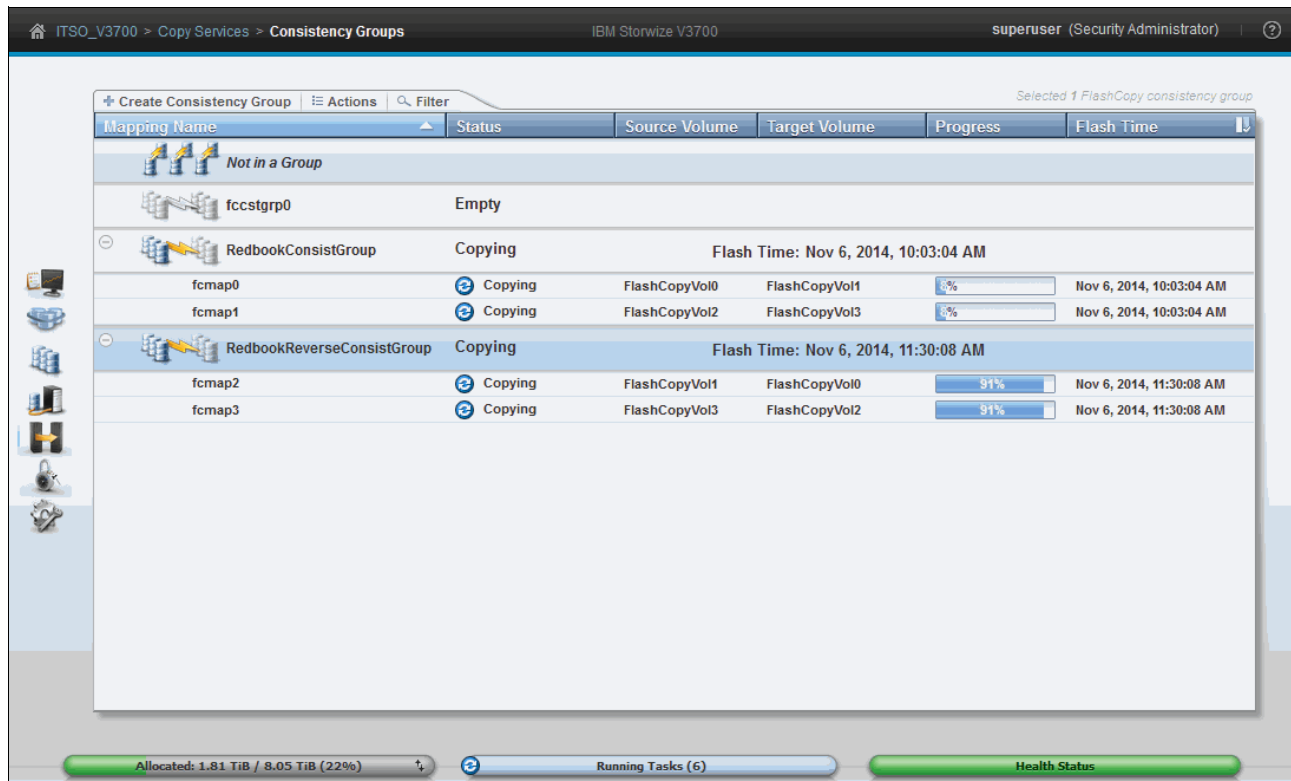 ITSO_V3700 > Copy Services > Consistency Groups IBM Storwize V3700 superuser (Security Administrator) ?
Create Consistency Group Actions Filter Selected 1 FlashCopy consistency group
Mapping Name Status Source Volume Target Volume Progress Flash Time
Not in a Group
fccstgrp0 Empty
RedbookConsistGroup Copying Flash Time: Nov 6, 2014, 10:03:04 AM
fcmap0 Copying FlashCopyVol0 FlashCopyVol1 8% Nov 6, 2014, 10:03:04 AM
fcmap1 Copying FlashCopyVol2 FlashCopyVol3 8% Nov 6, 2014, 10:03:04 AM
RedbookReverseConsistGroup Copying Flash Time: Nov 6, 2014, 11:30:08 AM
fcmap2 Copying FlashCopyVol1 FlashCopyVol0 91% Nov 6, 2014, 11:30:08 AM
fcmap3 Copying FlashCopyVol3 FlashCopyVol2 91% Nov 6, 2014, 11:30:08 AM
Allocated: 1.81 TiB / 8.05 TiB (22%) Running Tasks (6) Health Status